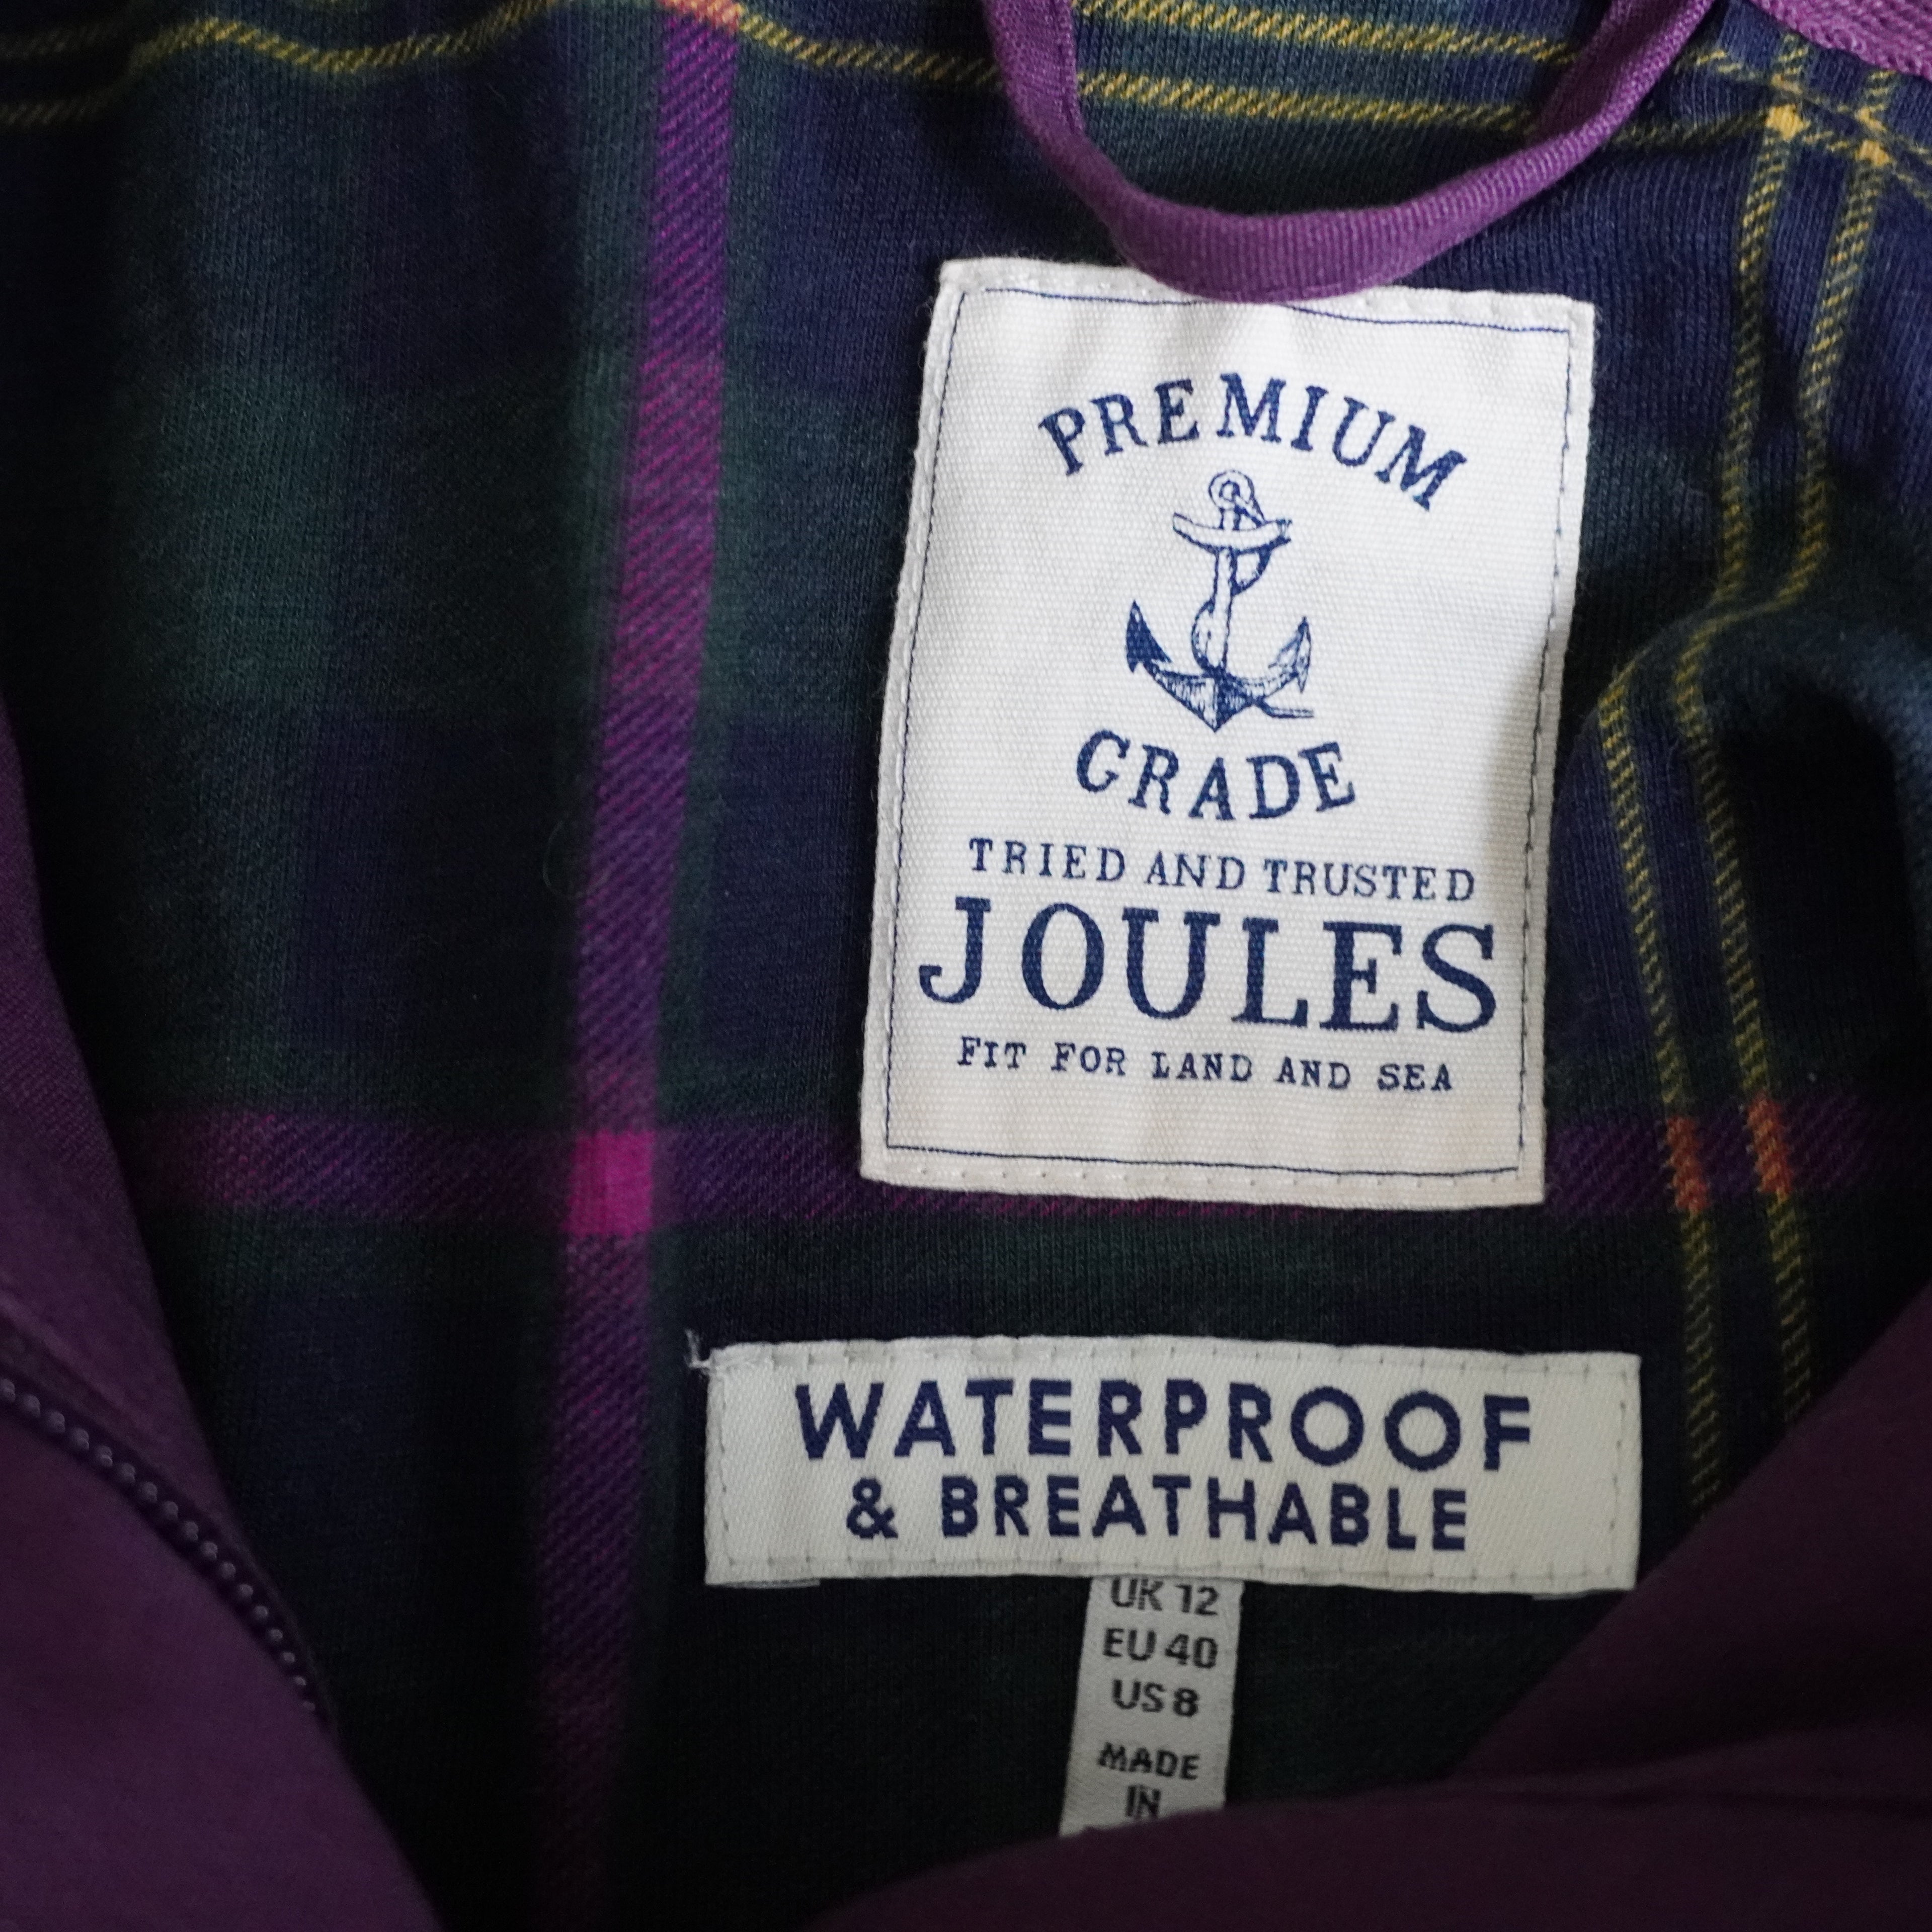 PREMIUM
GRADE
TRIED AND TRUSTED
JOULES
FIT FOR LAND AND SEA
WATERPROOF
& BREATHABLE
UK 12
EU 40
US 8
MADE
IN